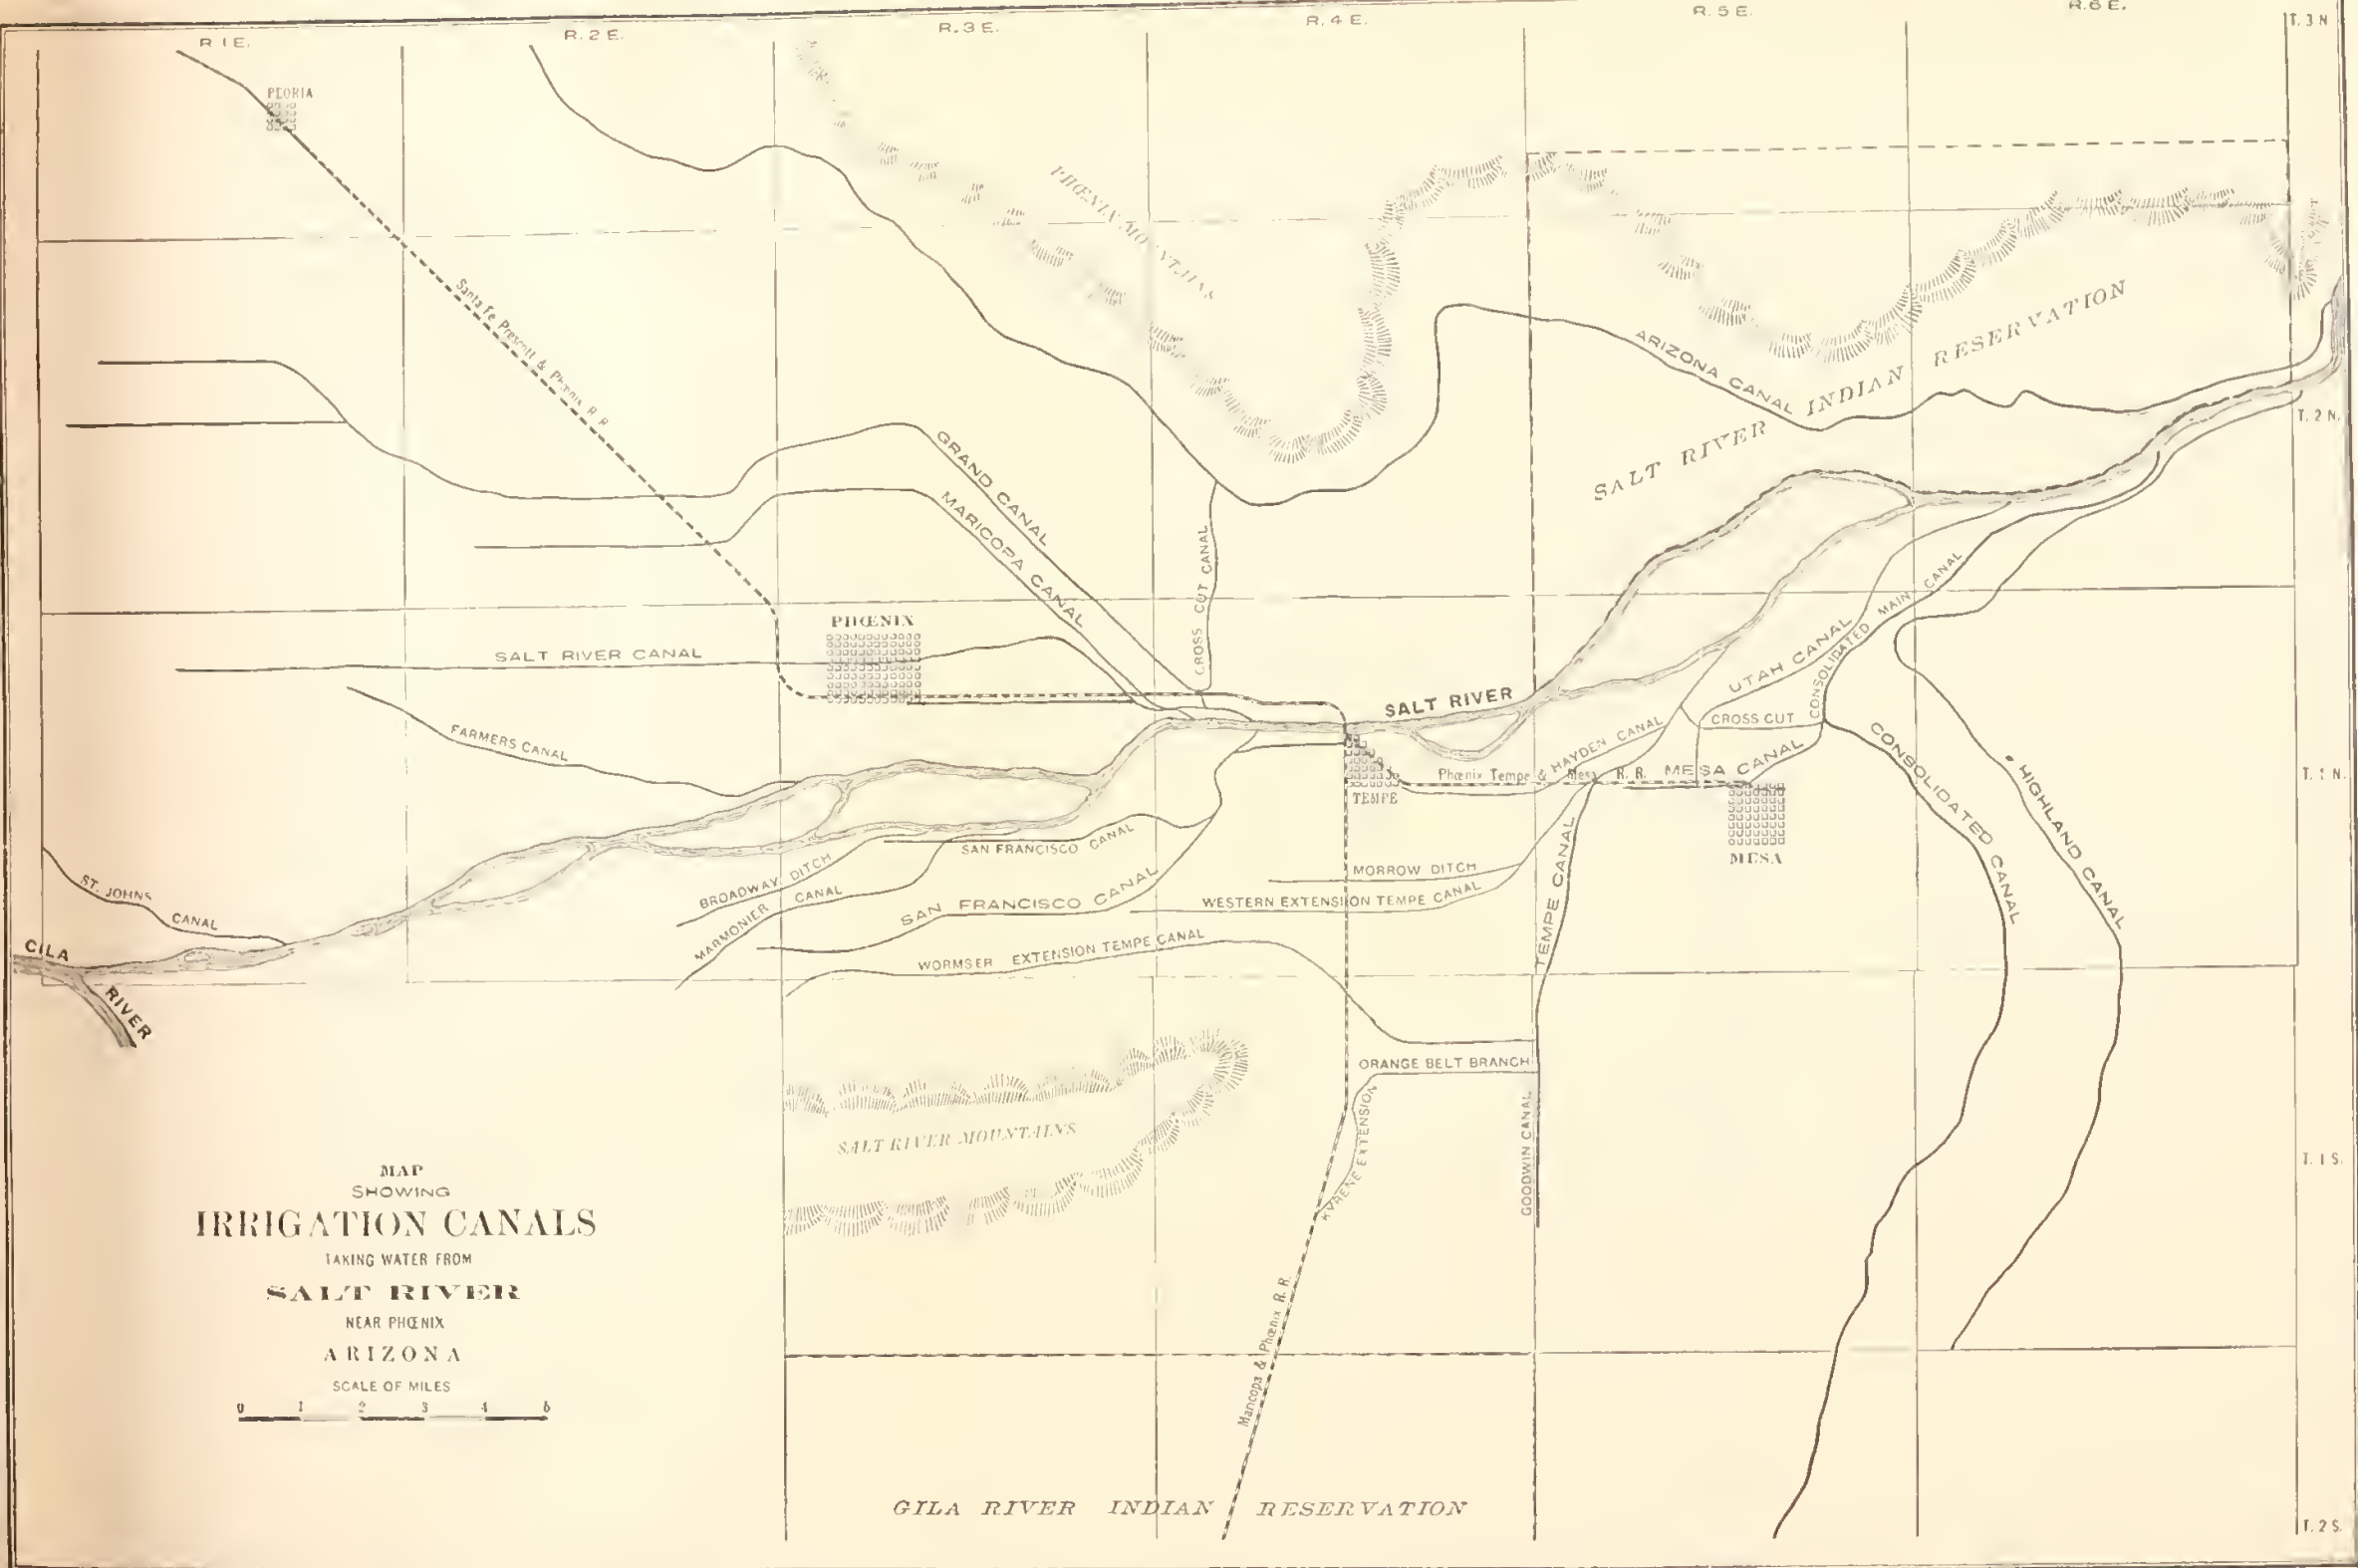 R 1 E.
R. 2 E.
R. 3 E.
R. 4 E.
R. 5 E.
R. 6 E.
T. 3 N
PEORIA
PHŒNIX MOUNTAINS
Santa Fe Prescott & Phœnix R. R.
ARIZONA CANAL
SALT RIVER INDIAN RESERVATION
T. 2 N.
GRAND CANAL
MARICOPA CANAL
CROSS CUT CANAL
PHŒNIX
SALT RIVER CANAL
FARMERS CANAL
SALT RIVER
UTAH CANAL
CONSOLIDATED MAIN CANAL
CROSS CUT
HAYDEN CANAL
Phœnix Tempe & Mesa R. R.
MESA CANAL
TEMPE
MESA
CONSOLIDATED CANAL
HIGHLAND CANAL
T. 1 N.
ST. JOHNS CANAL
GILA RIVER
BROADWAY DITCH
MARMONIER CANAL
SAN FRANCISCO CANAL
SAN FRANCISCO CANAL
MORROW DITCH
WESTERN EXTENSION TEMPE CANAL
TEMPE CANAL
WORMSER EXTENSION TEMPE CANAL
ORANGE BELT BRANCH
KYRENE EXTENSION
GOODWIN CANAL
SALT RIVER MOUNTAINS
T. 1 S.
Maricopa & Phœnix R. R.
MAP
SHOWING
IRRIGATION CANALS
TAKING WATER FROM
SALT RIVER
NEAR PHŒNIX
ARIZONA
SCALE OF MILES
0 1 2 3 4 5
GILA RIVER INDIAN RESERVATION
T. 2 S.